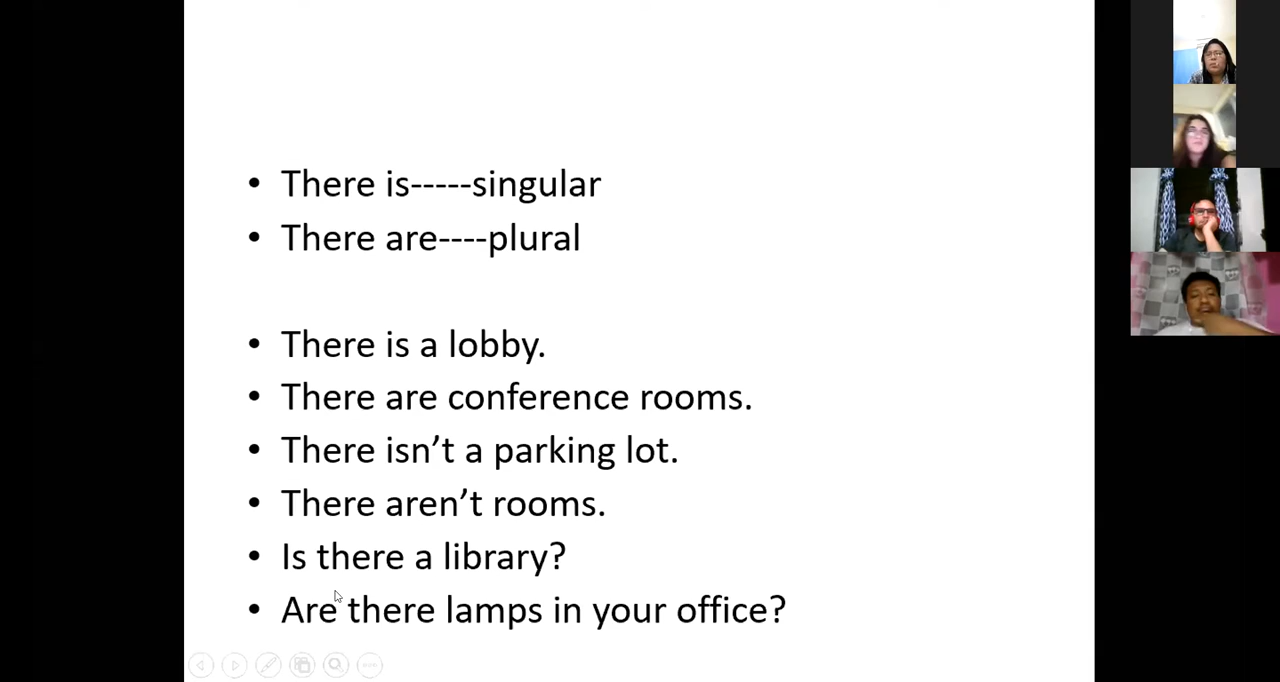 • There is-----singular
• There are----plural
• There is a lobby.
• There are conference rooms.
• There isn’t a parking lot.
• There aren’t rooms.
• Is there a library?
• Are there lamps in your office?